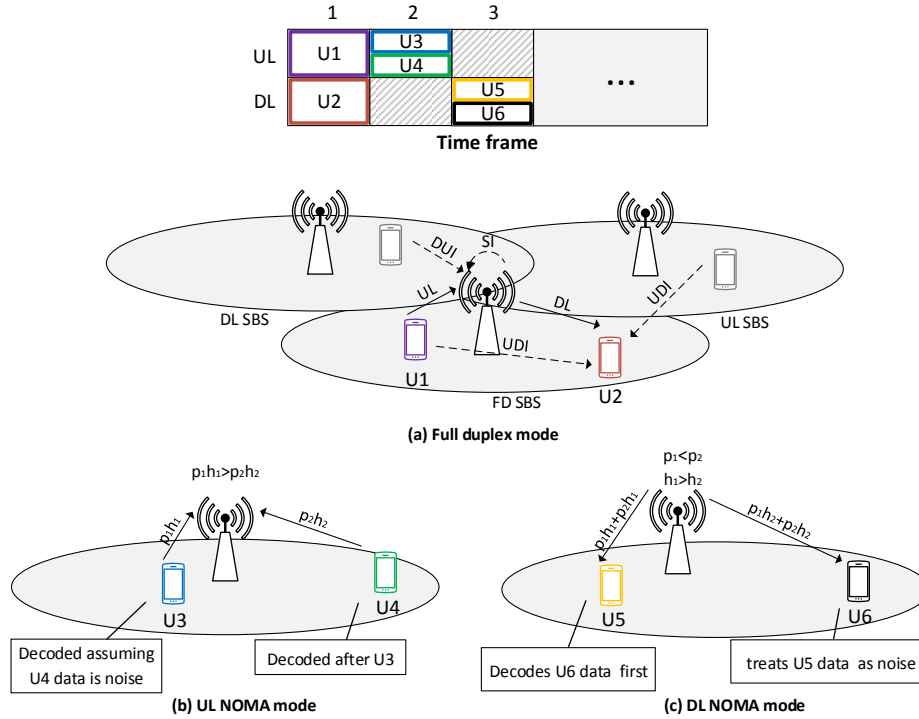 1 2 3
UL U1 U3
U4
DL U2 U5
U6
...
Time frame
DUI
SI
UL
DL
UDI
DL SBS
UL SBS
UDI
U1
U2
FD SBS
(a) Full duplex mode
p₁h₁>p₂h₂
p₁h₁
p₂h₂
U3
U4
Decoded assuming
U4 data is noise
Decoded after U3
(b) UL NOMA mode
p₁<p₂
h₁>h₂
p₁h₁+p₂h₁
p₁h₂+p₂h₂
U5
U6
Decodes U6 data first
treats U5 data as noise
(c) DL NOMA mode